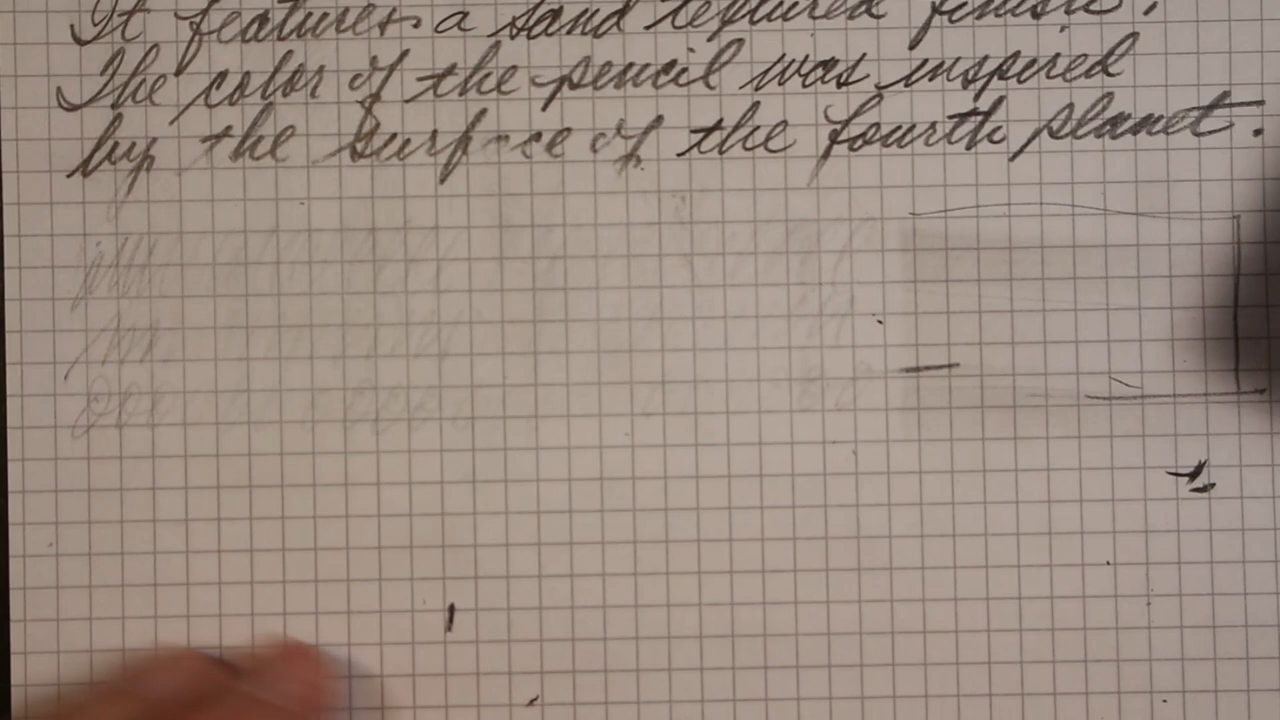 It features a sand textured finish.
The color of the pencil was inspired
by the surface of the fourth planet.